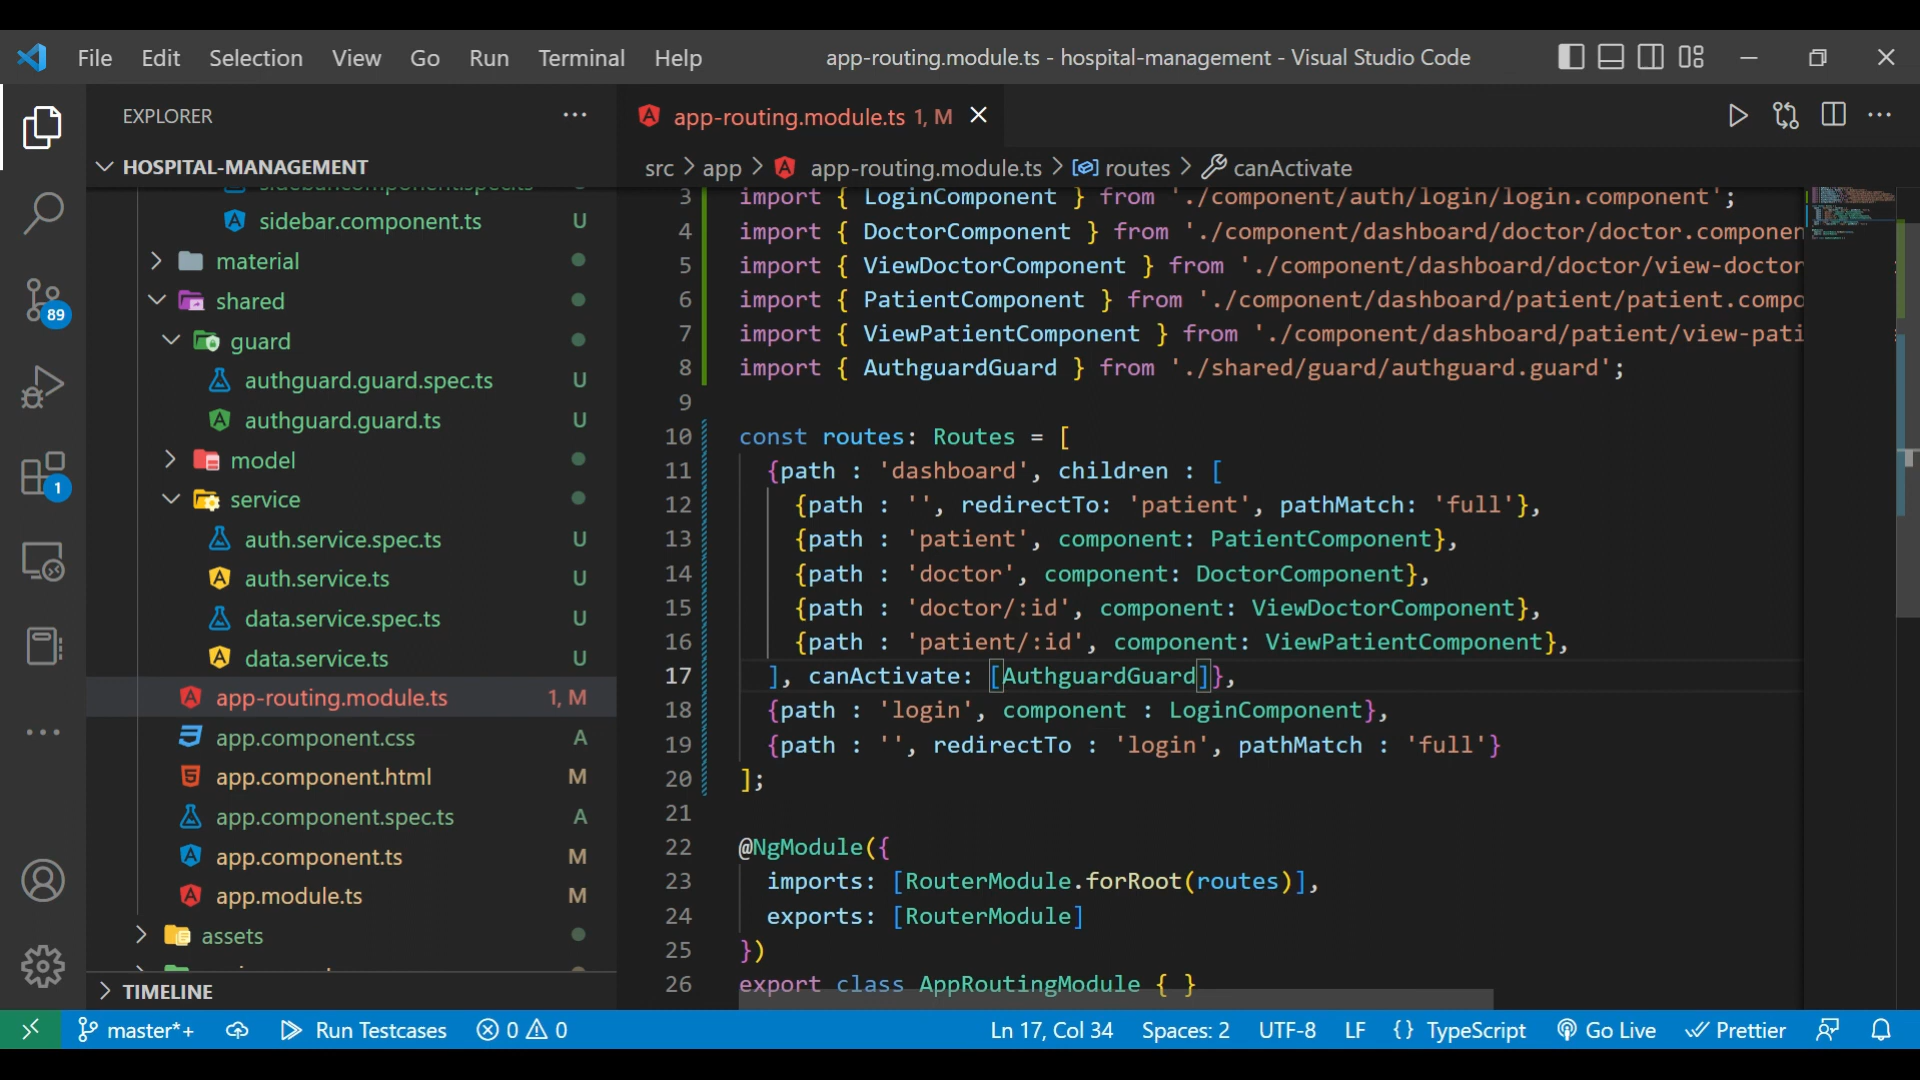 File Edit Selection View Go Run Terminal Help app-routing.module.ts - hospital-management - Visual Studio Code
EXPLORER
app-routing.module.ts 1, M
HOSPITAL-MANAGEMENT
src > app > app-routing.module.ts > routes > canActivate
sidebar.component.spec.ts
sidebar.component.ts U
material
shared
guard
authguard.guard.spec.ts U
authguard.guard.ts U
model
service
auth.service.spec.ts U
auth.service.ts U
data.service.spec.ts U
data.service.ts U
app-routing.module.ts 1, M
app.component.css A
app.component.html M
app.component.spec.ts A
app.component.ts M
app.module.ts M
assets
TIMELINE
89
1
3 import { LoginComponent } from './component/auth/login/login.component';
4 import { DoctorComponent } from './component/dashboard/doctor/doctor.componen
5 import { ViewDoctorComponent } from './component/dashboard/doctor/view-doctor
6 import { PatientComponent } from './component/dashboard/patient/patient.compo
7 import { ViewPatientComponent } from './component/dashboard/patient/view-pati
8 import { AuthguardGuard } from './shared/guard/authguard.guard';
9
10 const routes: Routes = [
11 {path : 'dashboard', children : [
12 {path : '', redirectTo: 'patient', pathMatch: 'full'},
13 {path : 'patient', component: PatientComponent},
14 {path : 'doctor', component: DoctorComponent},
15 {path : 'doctor/:id', component: ViewDoctorComponent},
16 {path : 'patient/:id', component: ViewPatientComponent},
17 ], canActivate: [AuthguardGuard]},
18 {path : 'login', component : LoginComponent},
19 {path : '', redirectTo : 'login', pathMatch : 'full'}
20 ];
21
22 @NgModule({
23 imports: [RouterModule.forRoot(routes)],
24 exports: [RouterModule]
25 })
26 export class AppRoutingModule { }
master*+ Run Testcases 0 0 Ln 17, Col 34 Spaces: 2 UTF-8 LF {} TypeScript Go Live Prettier